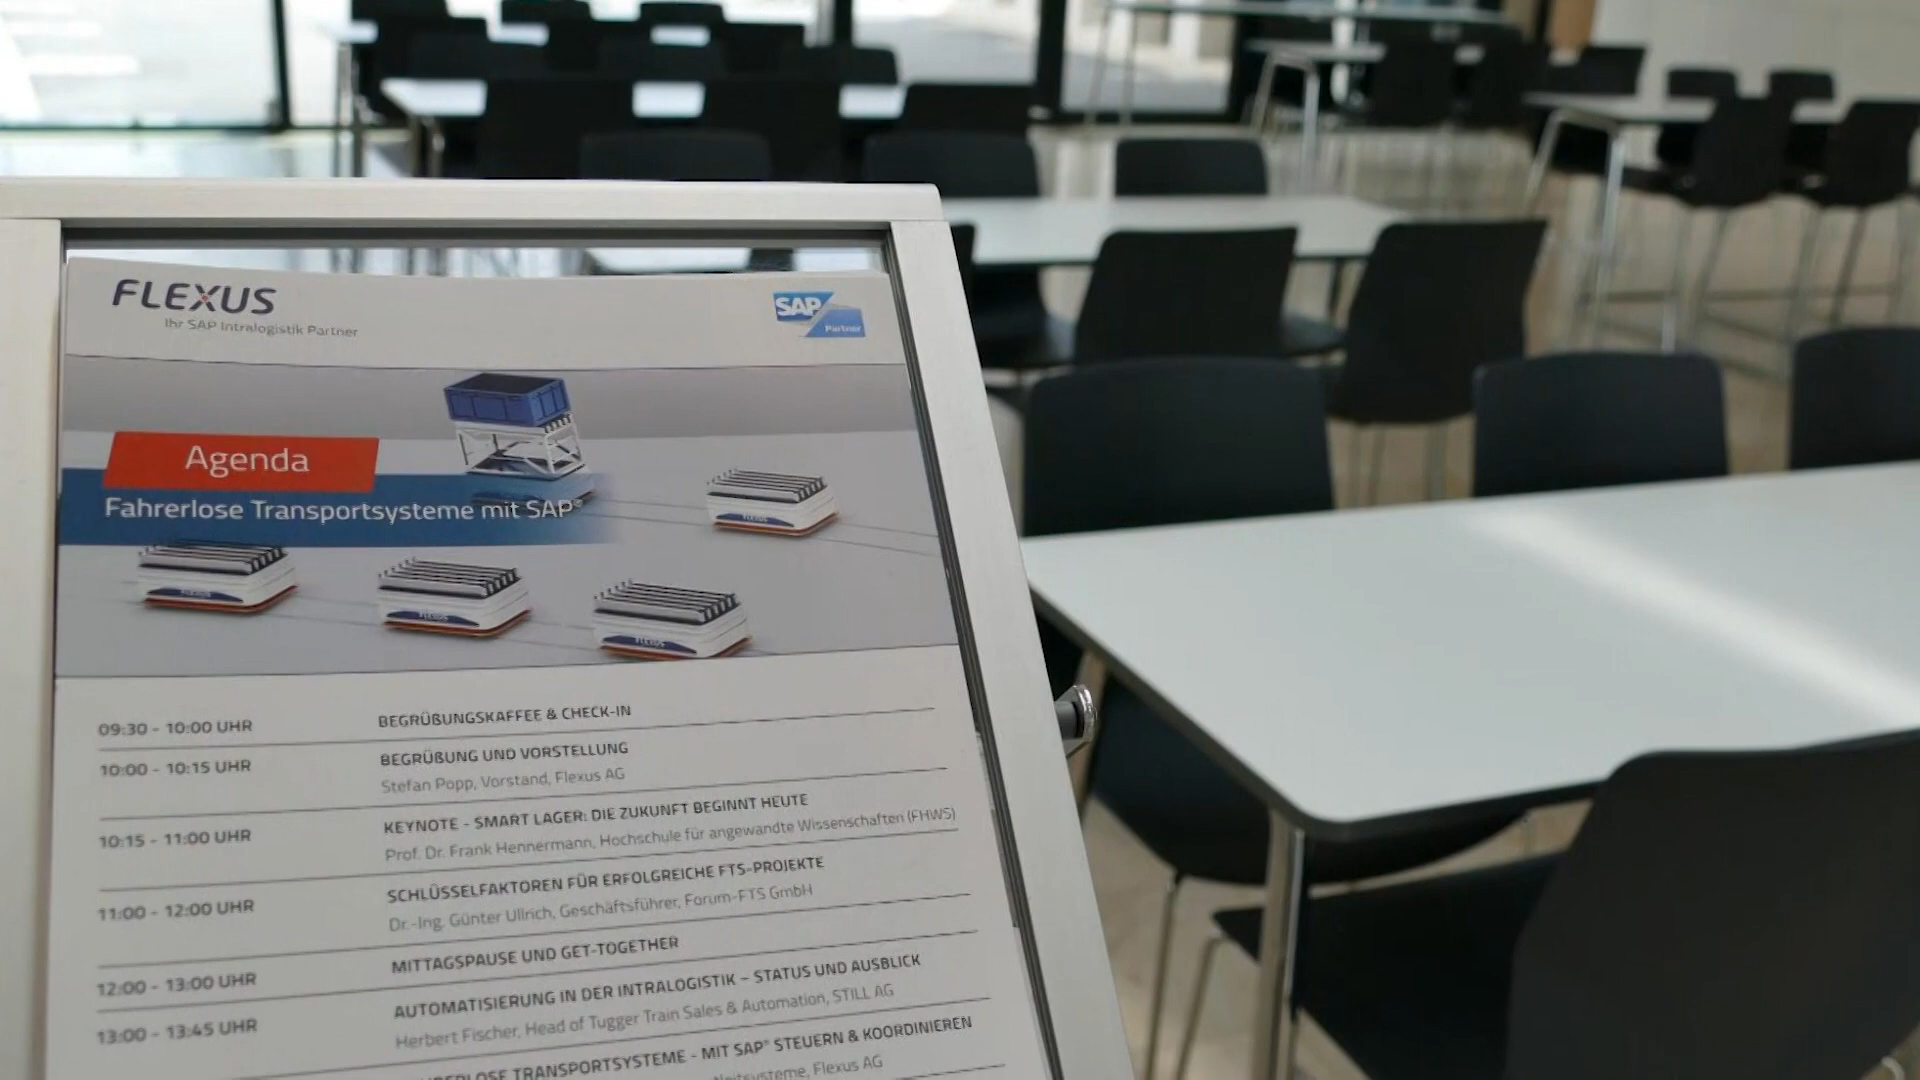 FLEXUS
Ihr SAP Intralogistik Partner
SAP
Partner
Agenda
Fahrerlose Transportsysteme mit SAP®
FLEXUS
FLEXUS
FLEXUS
FLEXUS
09:30 - 10:00 UHR BEGRÜßUNGSKAFFEE & CHECK-IN
10:00 - 10:15 UHR BEGRÜßUNG UND VORSTELLUNG
Stefan Popp, Vorstand, Flexus AG
10:15 - 11:00 UHR KEYNOTE - SMART LAGER: DIE ZUKUNFT BEGINNT HEUTE
Prof. Dr. Frank Hennermann, Hochschule für angewandte Wissenschaften (FHWS)
11:00 - 12:00 UHR SCHLÜSSELFAKTOREN FÜR ERFOLGREICHE FTS-PROJEKTE
Dr.-Ing. Günter Ullrich, Geschäftsführer, Forum-FTS GmbH
12:00 - 13:00 UHR MITTAGSPAUSE UND GET-TOGETHER
13:00 - 13:45 UHR AUTOMATISIERUNG IN DER INTRALOGISTIK – STATUS UND AUSBLICK
Herbert Fischer, Head of Tugger Train Sales & Automation, STILL AG
TRANSPORTSYSTEME - MIT SAP® STEUERN & KOORDINIEREN
Flexus AG